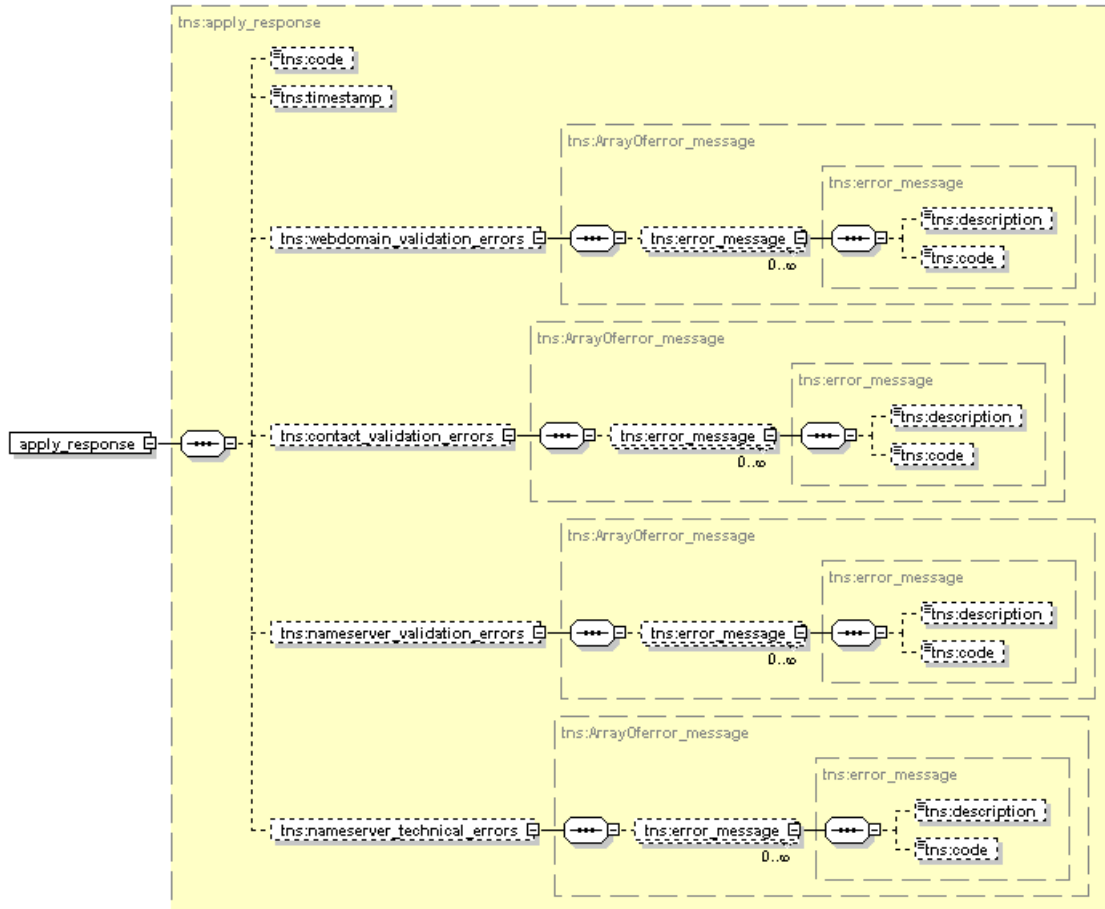 tns:apply_response
tns:code
tns:timestamp
tns:ArrayOferror_message
tns:error_message
tns:webdomain_validation_errors
tns:error_message
0..∞
tns:description
tns:code
tns:ArrayOferror_message
tns:error_message
apply_response
tns:contact_validation_errors
tns:error_message
0..∞
tns:description
tns:code
tns:ArrayOferror_message
tns:error_message
tns:nameserver_validation_errors
tns:error_message
0..∞
tns:description
tns:code
tns:ArrayOferror_message
tns:error_message
tns:nameserver_technical_errors
tns:error_message
0..∞
tns:description
tns:code